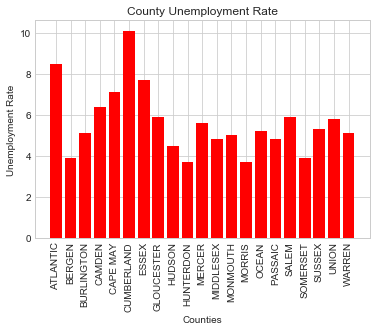 County Unemployment Rate
Unemployment Rate
10
8
6
4
2
0
ATLANTIC
BERGEN
BURLINGTON
CAMDEN
CAPE MAY
CUMBERLAND
ESSEX
GLOUCESTER
HUDSON
HUNTERDON
MERCER
MIDDLESEX
MONMOUTH
MORRIS
OCEAN
PASSAIC
SALEM
SOMERSET
SUSSEX
UNION
WARREN
Counties